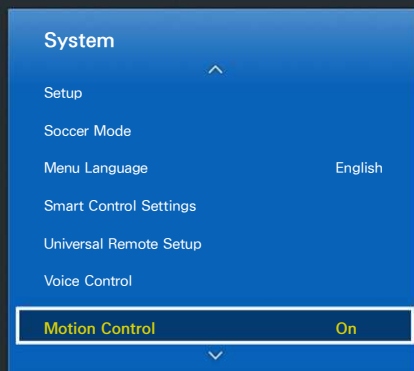 System
Setup
Soccer Mode
Menu Language English
Smart Control Settings
Universal Remote Setup
Voice Control
Motion Control On